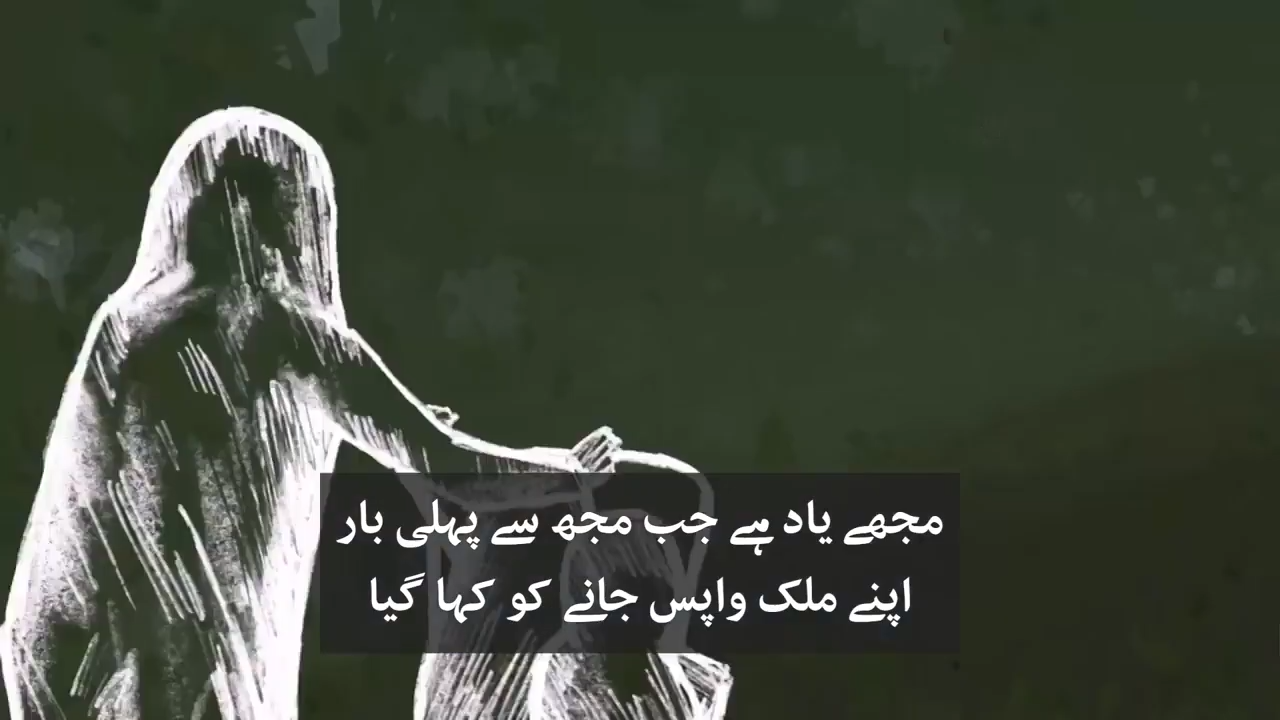 مجھے یاد ہے جب مجھ سے پہلی بار
اپنے ملک واپس جانے کو کہا گیا